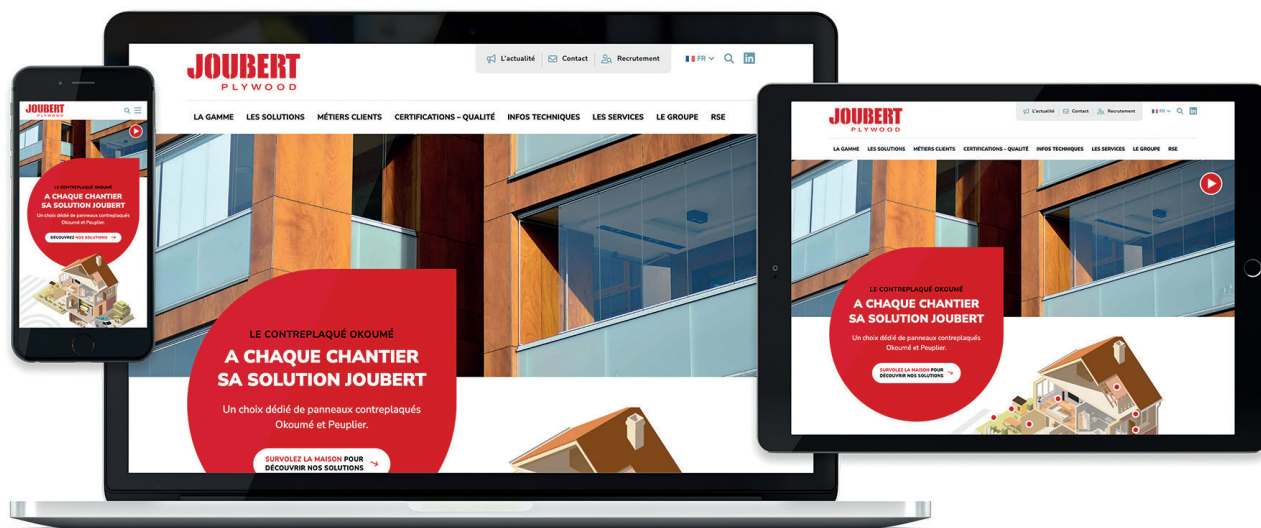 JOUBERT
PLYWOOD
LE CONTREPLAQUÉ OKOUMÉ
A CHAQUE CHANTIER
SA SOLUTION JOUBERT
Un choix dédié de panneaux contreplaqués
Okoumé et Peuplier.
DÉCOUVREZ NOS SOLUTIONS
JOUBERT
PLYWOOD
L'actualité Contact Recrutement FR in
LA GAMME LES SOLUTIONS MÉTIERS CLIENTS CERTIFICATIONS – QUALITÉ INFOS TECHNIQUES LES SERVICES LE GROUPE RSE
LE CONTREPLAQUÉ OKOUMÉ
A CHAQUE CHANTIER
SA SOLUTION JOUBERT
Un choix dédié de panneaux contreplaqués
Okoumé et Peuplier.
SURVOLEZ LA MAISON POUR
DÉCOUVRIR NOS SOLUTIONS
JOUBERT
PLYWOOD
L'actualité Contact Recrutement FR in
LA GAMME LES SOLUTIONS MÉTIERS CLIENTS CERTIFICATIONS – QUALITÉ INFOS TECHNIQUES LES SERVICES LE GROUPE RSE
LE CONTREPLAQUÉ OKOUMÉ
A CHAQUE CHANTIER
SA SOLUTION JOUBERT
Un choix dédié de panneaux contreplaqués
Okoumé et Peuplier.
SURVOLEZ LA MAISON POUR
DÉCOUVRIR NOS SOLUTIONS